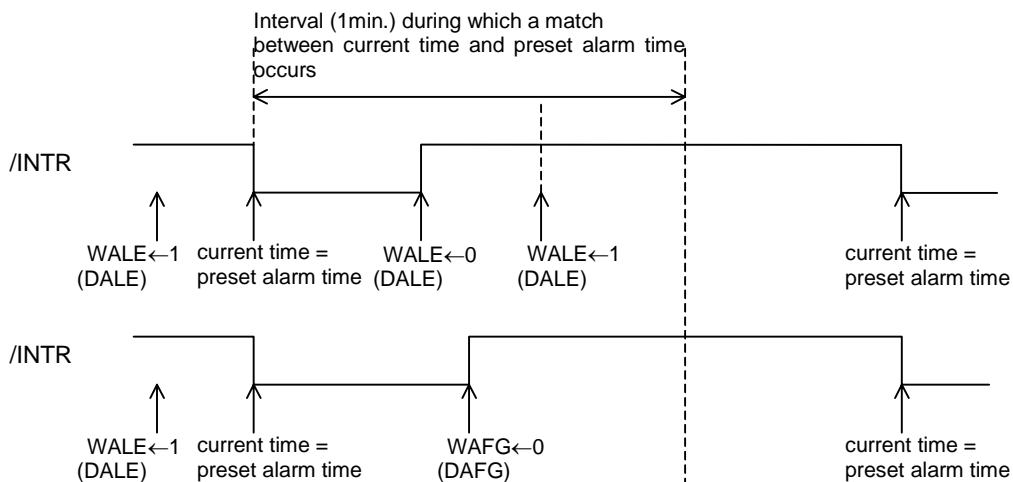 Interval (1min.) during which a match
between current time and preset alarm time
occurs
/INTR
WALE←1 current time = WALE←0 WALE←1 current time =
(DALE) preset alarm time (DALE) (DALE) preset alarm time
/INTR
WALE←1 current time = WAFG←0 current time =
(DALE) preset alarm time (DAFG) preset alarm time